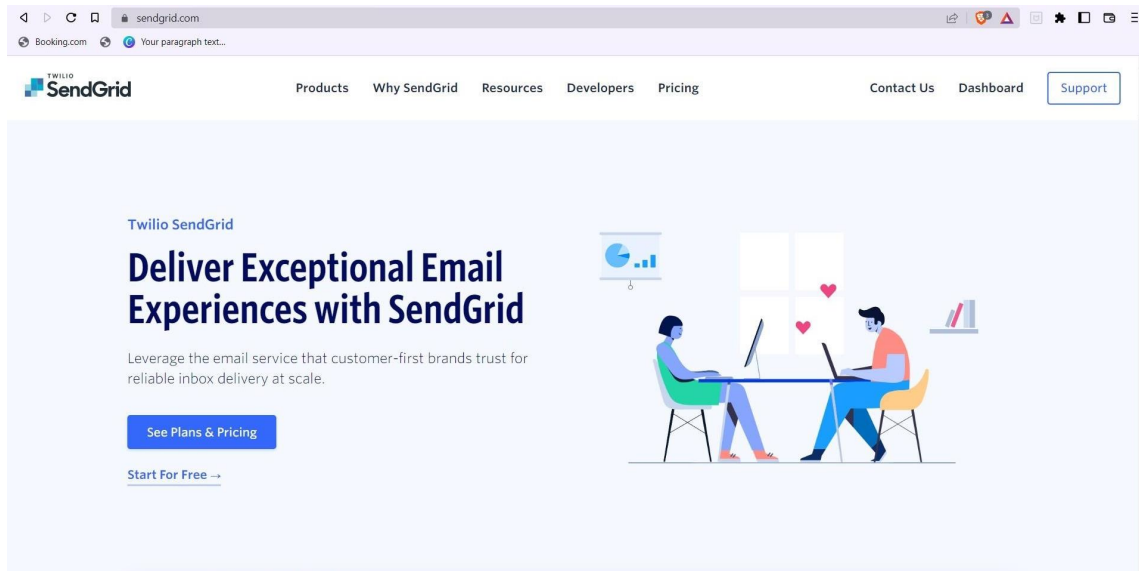 sendgrid.com
Booking.com
Your paragraph text...
TWILIO
SendGrid
Products Why SendGrid Resources Developers Pricing Contact Us Dashboard Support
Twilio SendGrid
Deliver Exceptional Email
Experiences with SendGrid
Leverage the email service that customer-first brands trust for
reliable inbox delivery at scale.
See Plans & Pricing
Start For Free →